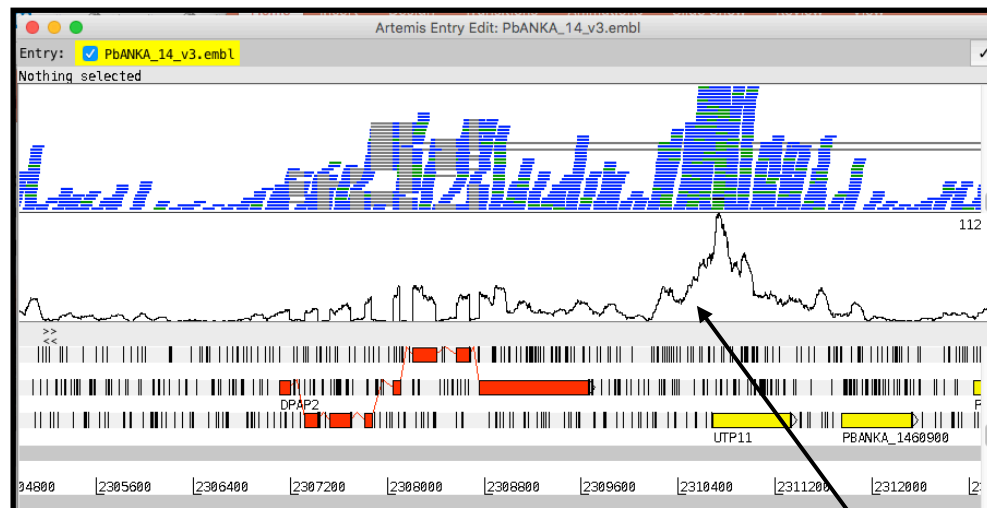 Artemis Entry Edit: PbANKA_14_v3.embl
Entry: PbANKA_14_v3.embl
Nothing selected
112
>>
<<
DPAP2
UTP11 PBANKA_1460900
04800 2305600 2306400 2307200 2308000 2308800 2309600 2310400 2311200 2312000